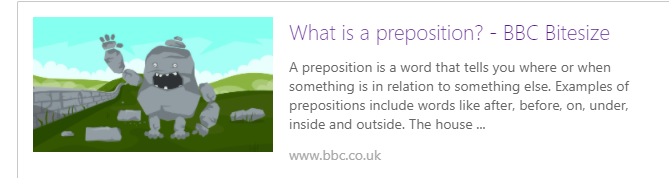 What is a preposition? - BBC Bitesize
A preposition is a word that tells you where or when
something is in relation to something else. Examples of
prepositions include words like after, before, on, under,
inside and outside. The house ...
www.bbc.co.uk